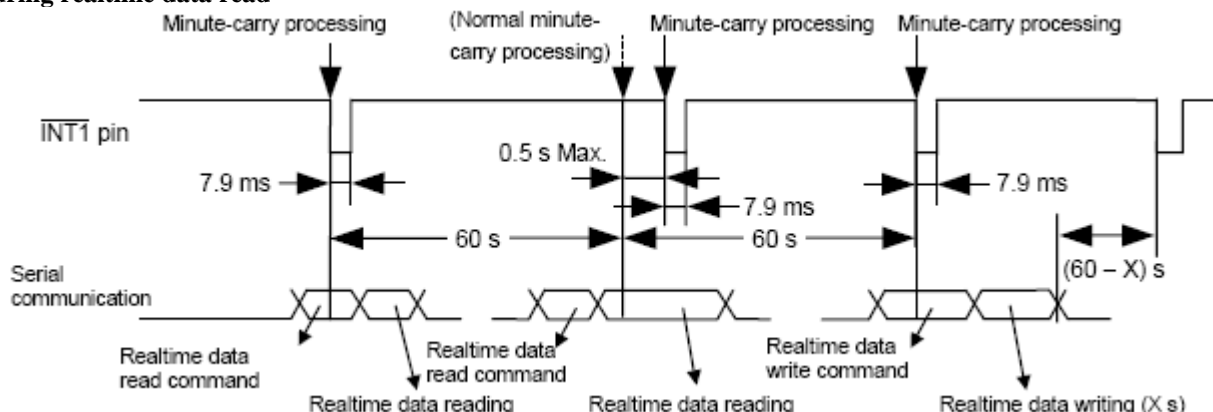 during realtime data read
Minute-carry processing
(Normal minute-
carry processing)
Minute-carry processing
Minute-carry processing
INT1 pin
0.5 s Max.
7.9 ms
7.9 ms
7.9 ms
60 s
60 s
(60 – X) s
Serial
communication
Realtime data
read command
Realtime data
read command
Realtime data
write command
Realtime data reading
Realtime data reading
Realtime data writing (X s)